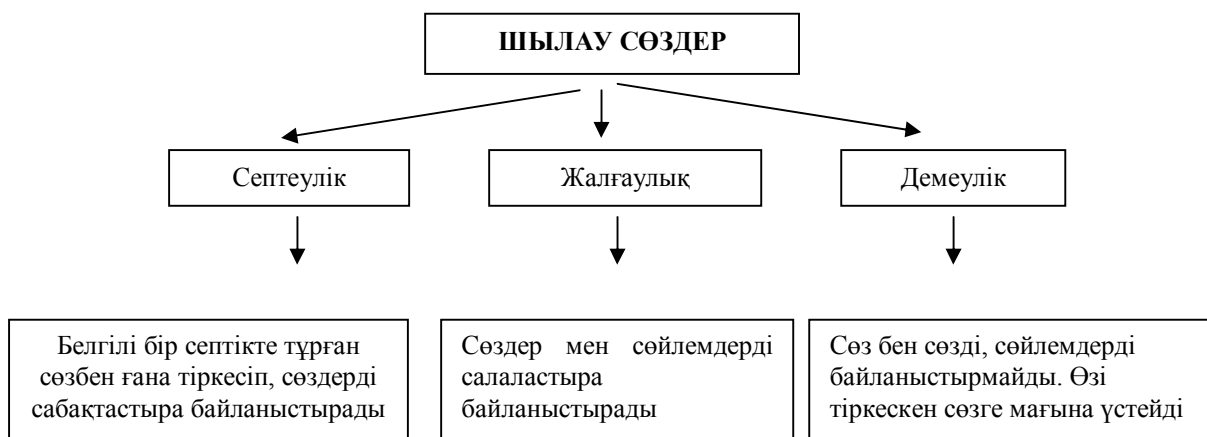 ШЫЛАУ СӨЗДЕР
Септеулік
Жалғаулық
Демеулік
Белгілі бір септікте тұрған
сөзбен ғана тіркесіп, сөздерді
сабақтастыра байланыстырады
Сөздер мен сөйлемдерді
салаластыра
байланыстырады
Сөз бен сөзді, сөйлемдерді
байланыстырмайды. Өзі
тіркескен сөзге мағына үстейді